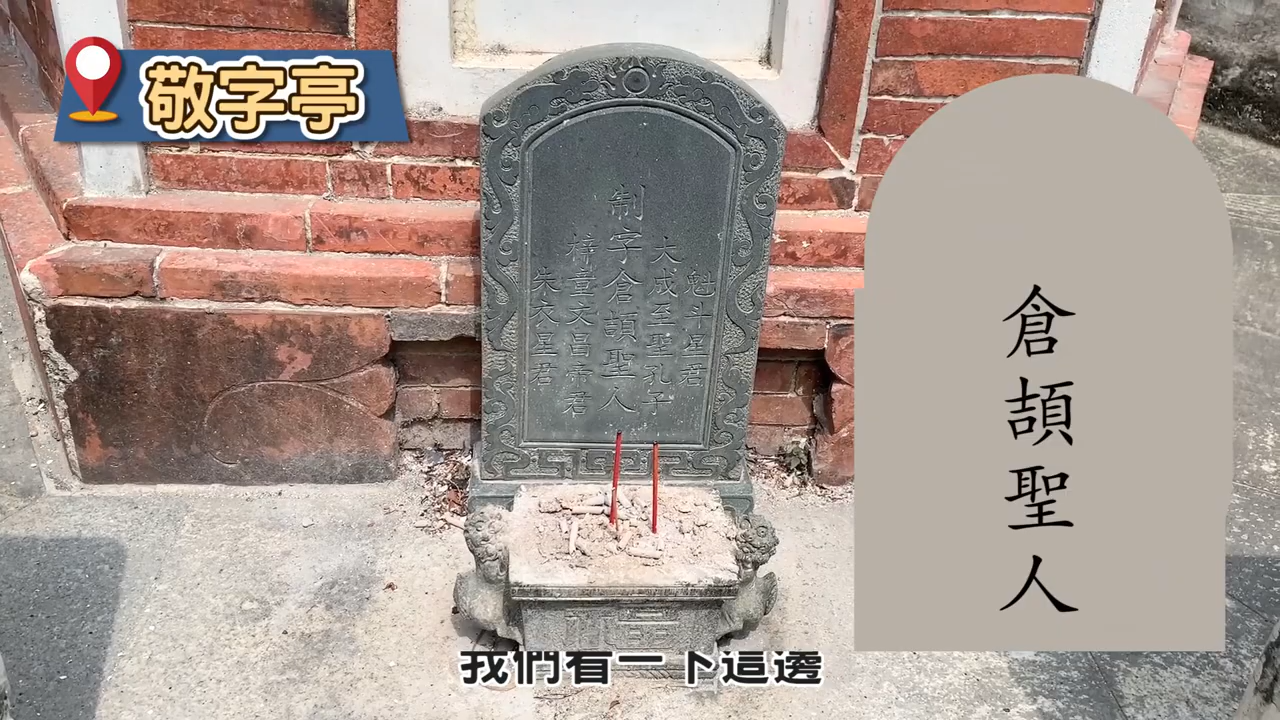 敬字亭
魁斗星君
大成至聖孔子
制字倉頡聖人
梓童文昌帝君
朱衣星君
倉頡聖人
我們看一下這邊